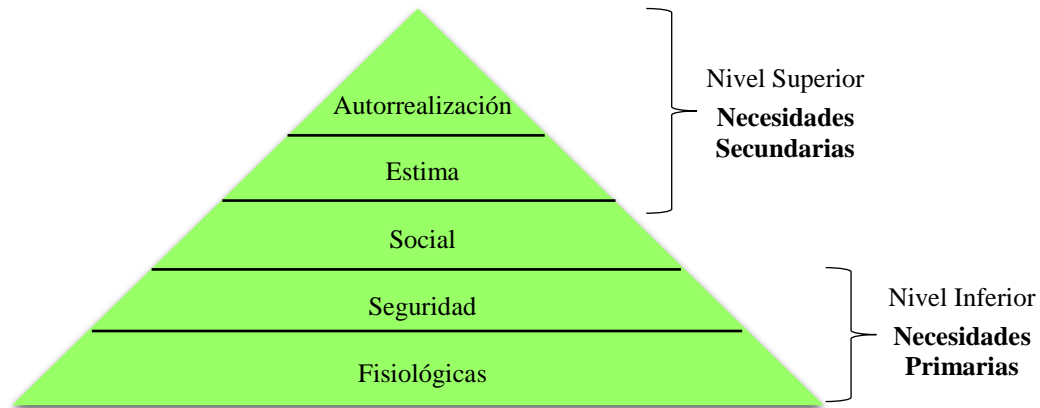 Nivel Superior
Necesidades
Secundarias
Autorrealización
Estima
Social
Seguridad
Fisiológicas
Nivel Inferior
Necesidades
Primarias